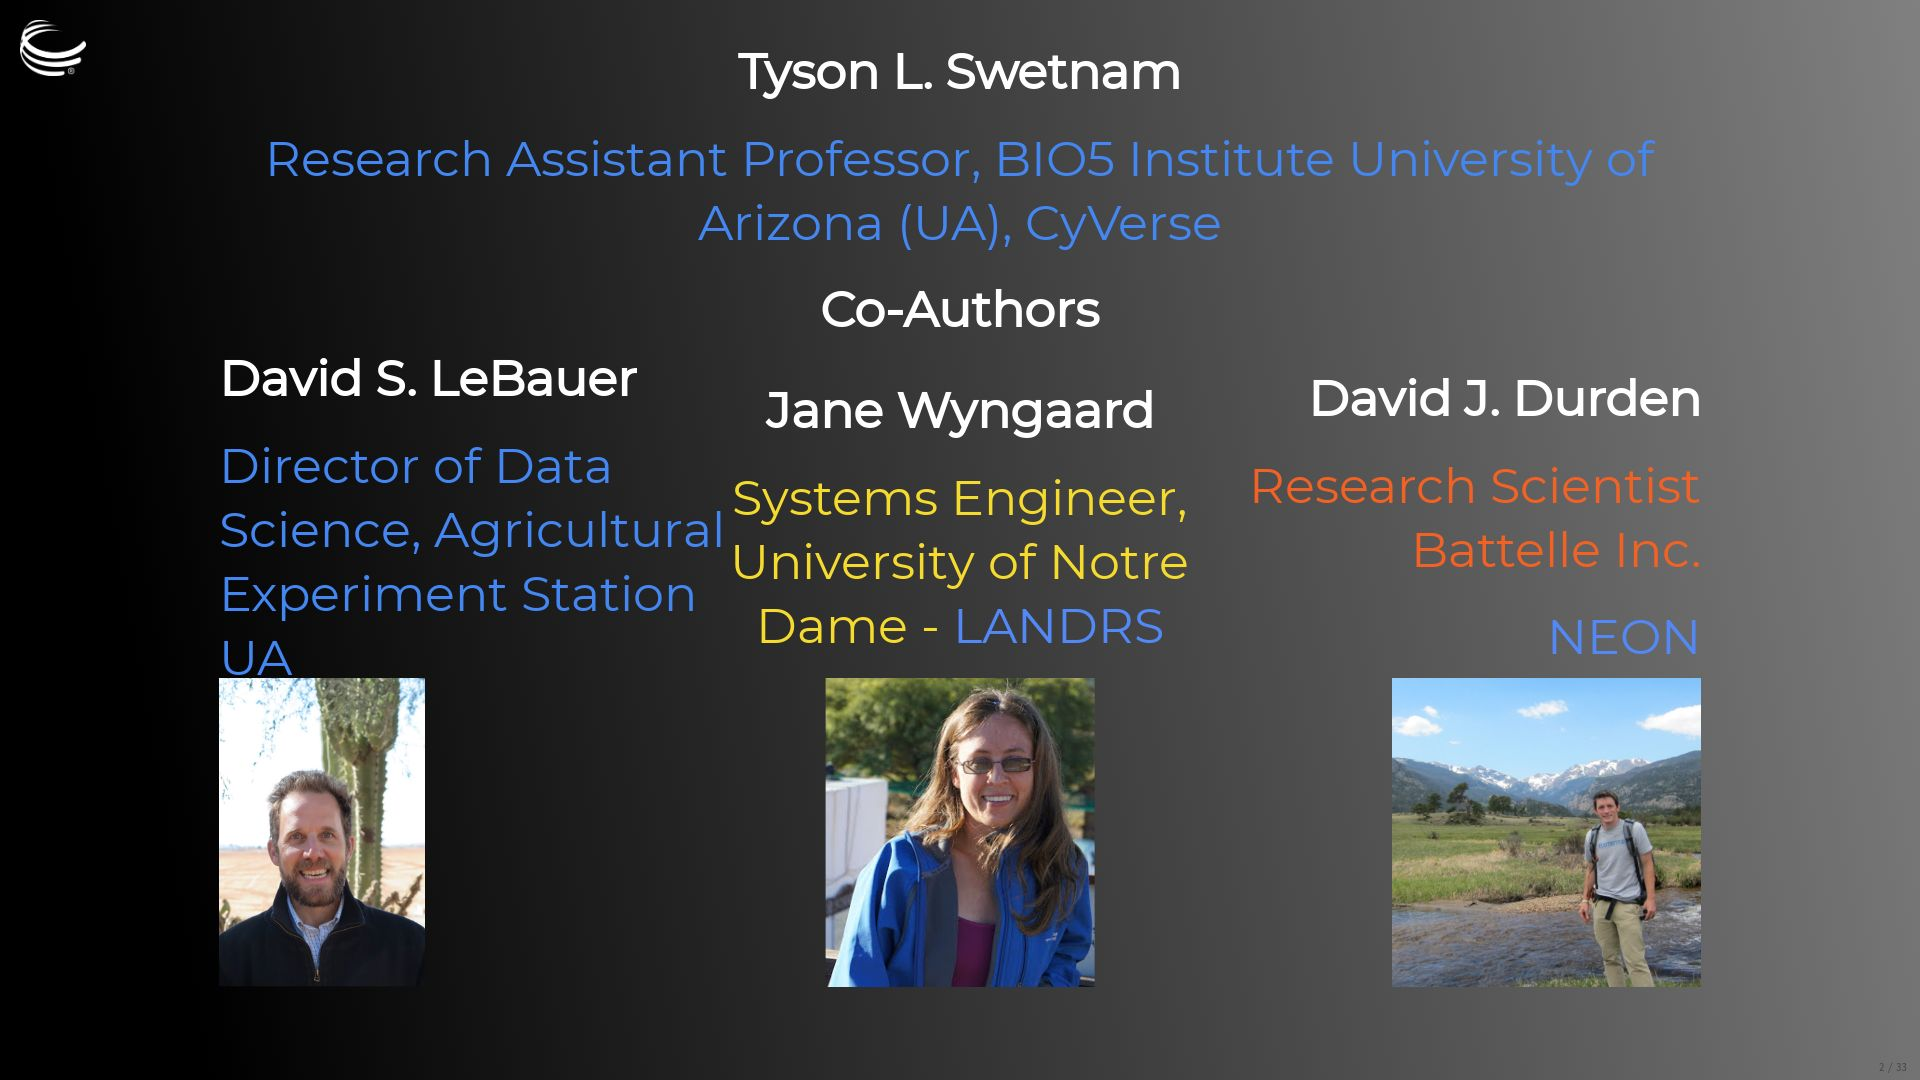 Tyson L. Swetnam
Research Assistant Professor, BIO5 Institute University of
Arizona (UA), CyVerse
Co-Authors
David S. LeBauer
Director of Data
Science, Agricultural
Experiment Station
UA
Jane Wyngaard
Systems Engineer,
University of Notre
Dame - LANDRS
David J. Durden
Research Scientist
Battelle Inc.
NEON
2 / 33